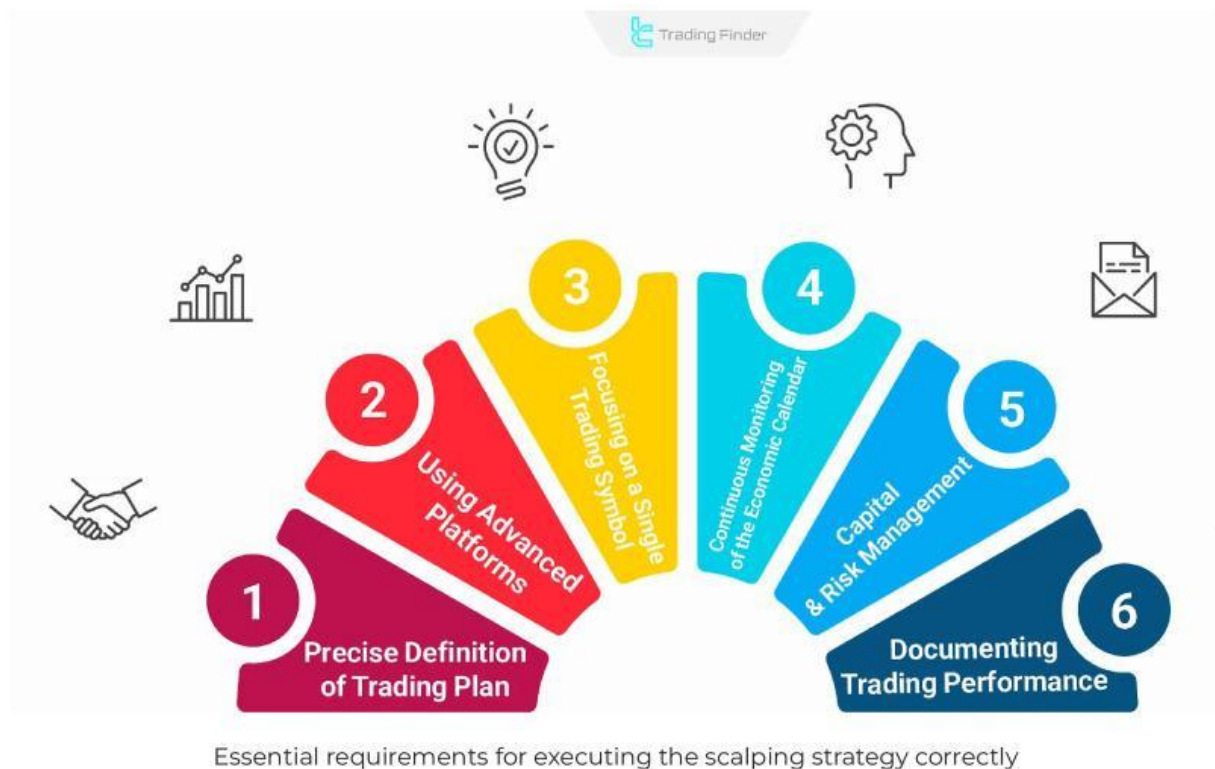 Trading Finder
1
Precise Definition
of Trading Plan
2
Using Advanced
Platforms
3
Focusing on a Single
Trading Symbol
4
Continuous Monitoring
of the Economic Calendar
5
Capital
& Risk Management
6
Documenting
Trading Performance
Essential requirements for executing the scalping strategy correctly